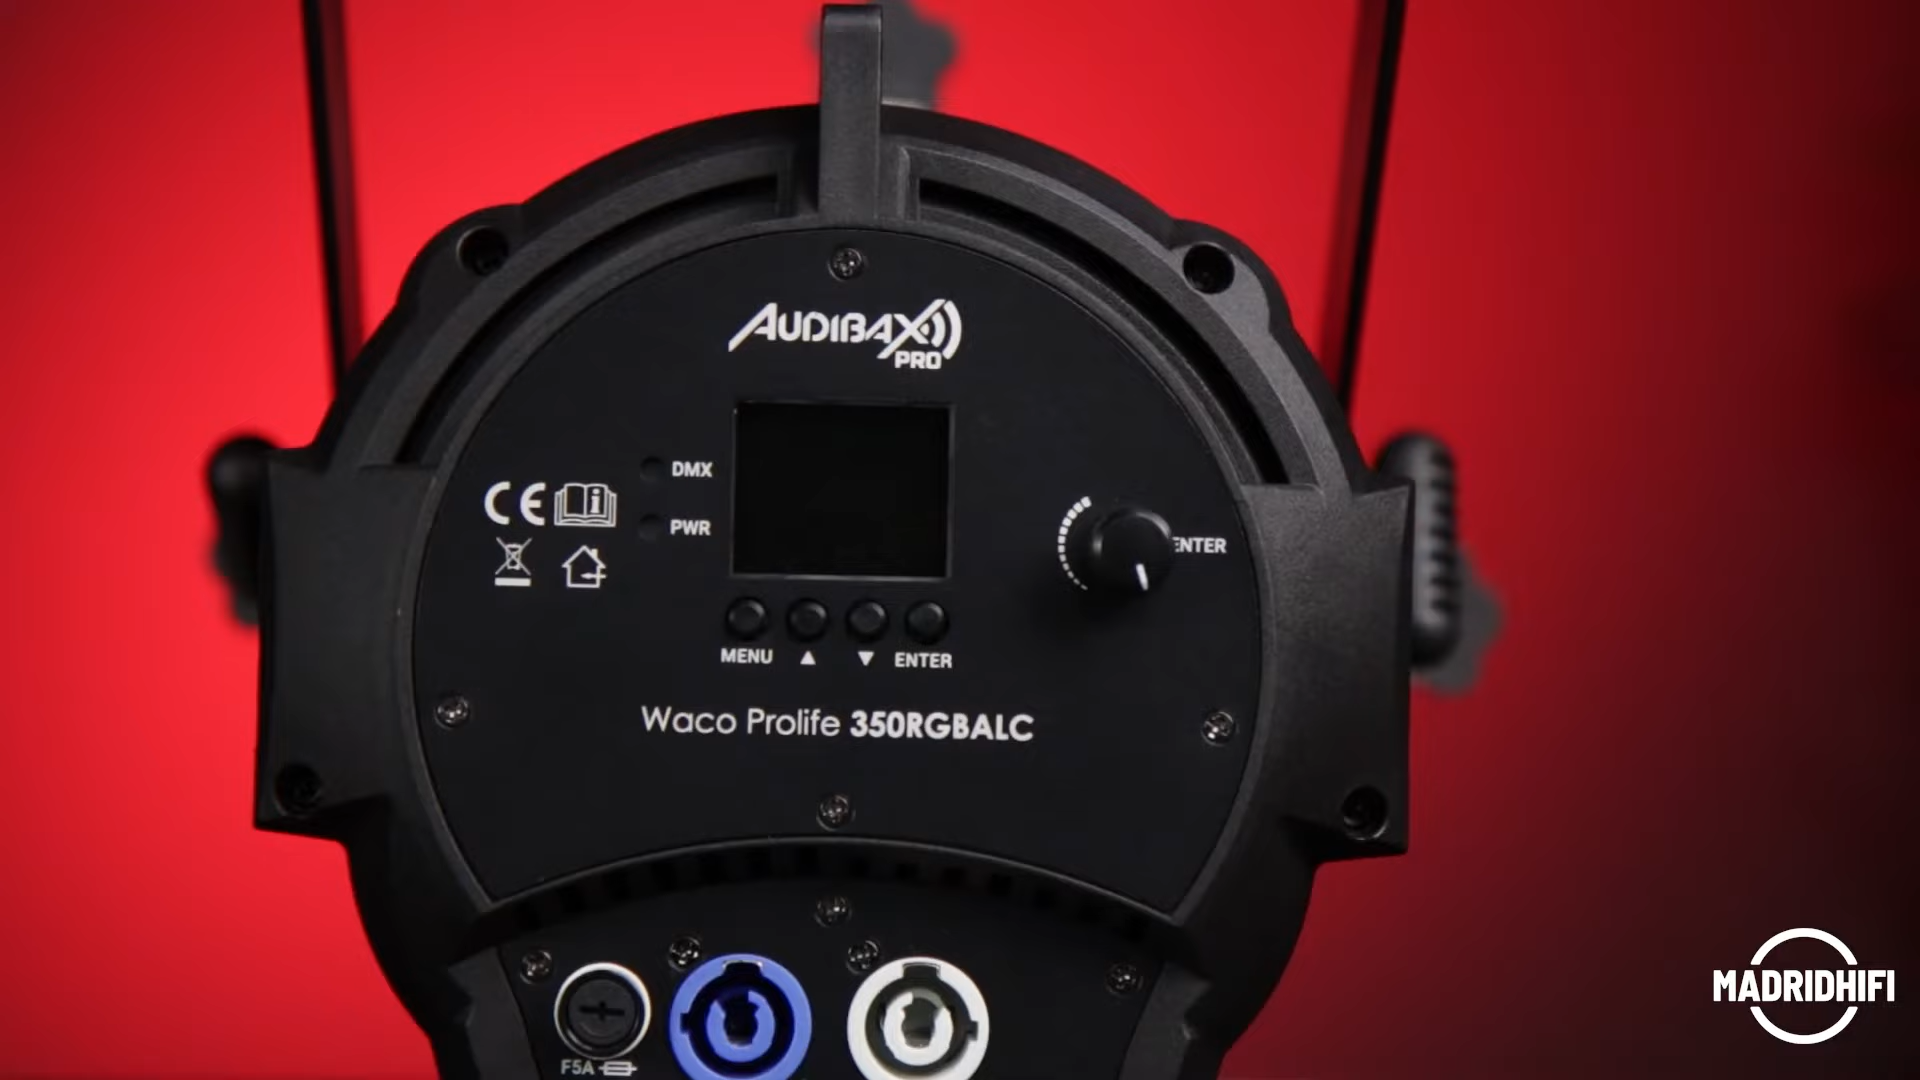 AUDIBAX
PRO
DMX
CE
PWR
ENTER
MENU ▲ ▼ ENTER
Waco Prolife 350RGBALC
F5A
MADRIDHIFI